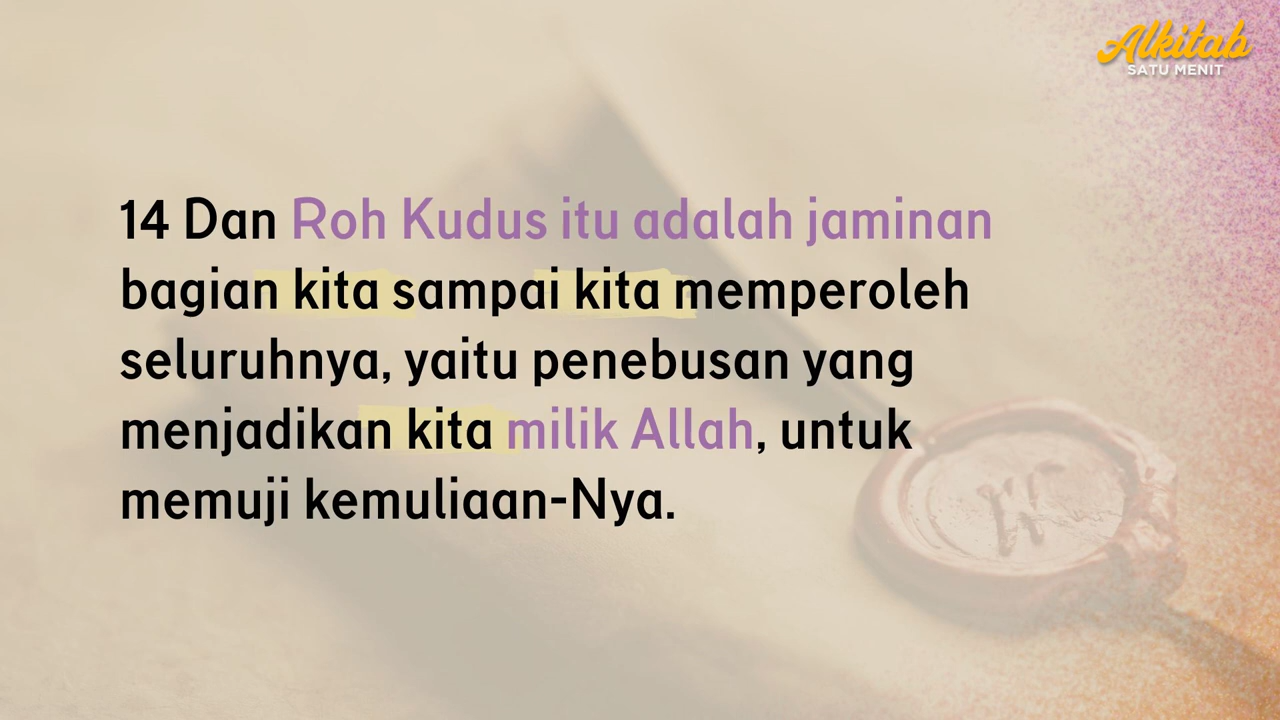 Alkitab
SATU MENIT
14 Dan Roh Kudus itu adalah jaminan
bagian kita sampai kita memperoleh
seluruhnya, yaitu penebusan yang
menjadikan kita milik Allah, untuk
memuji kemuliaan-Nya.